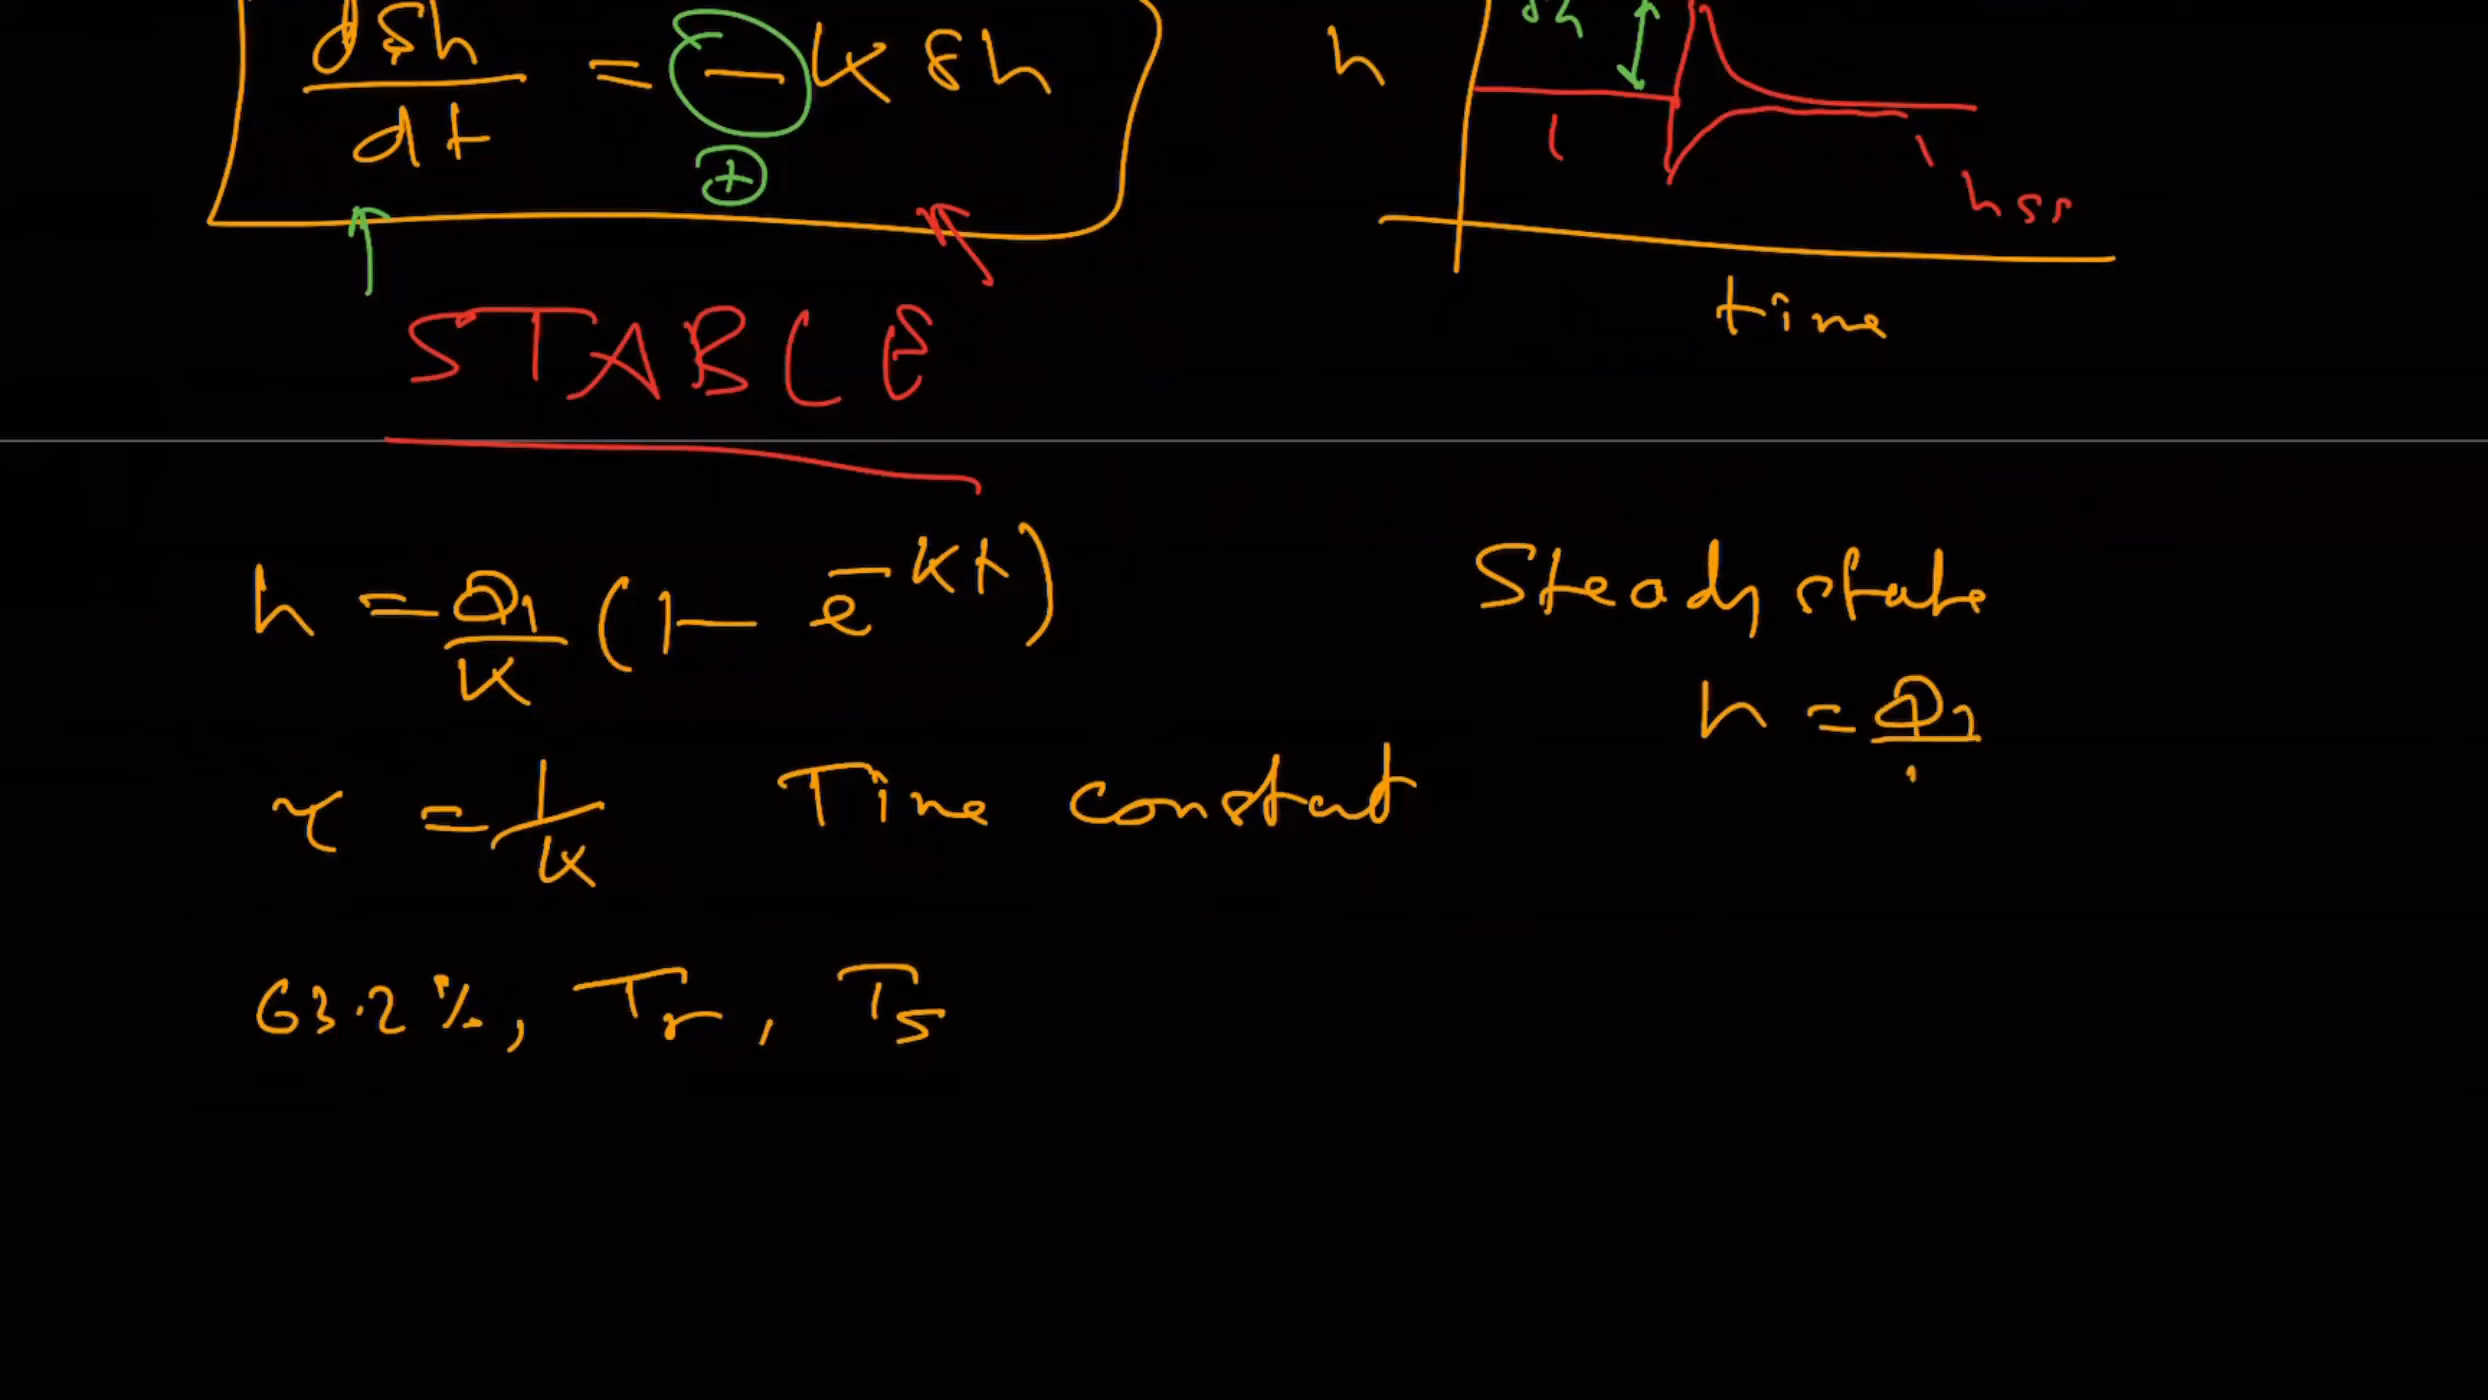 dδh/dt = - K δh
+
δh
h
hss
time
STABLE
h = Q1/K (1 - e^-Kt)
Steady state
h = Q1
τ = 1/K Time constant
63.2%, Tr, Ts